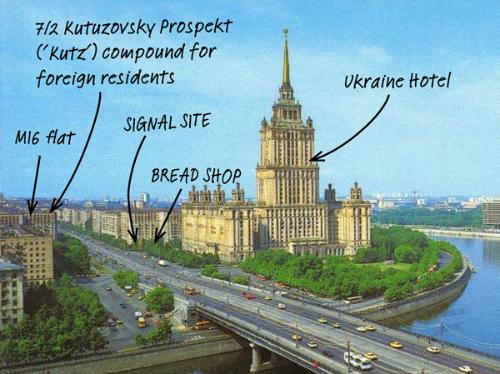 7/2 Kutuzovsky Prospekt
('Kutz') compound for
foreign residents
Ukraine Hotel
MI6 flat
SIGNAL SITE
BREAD SHOP